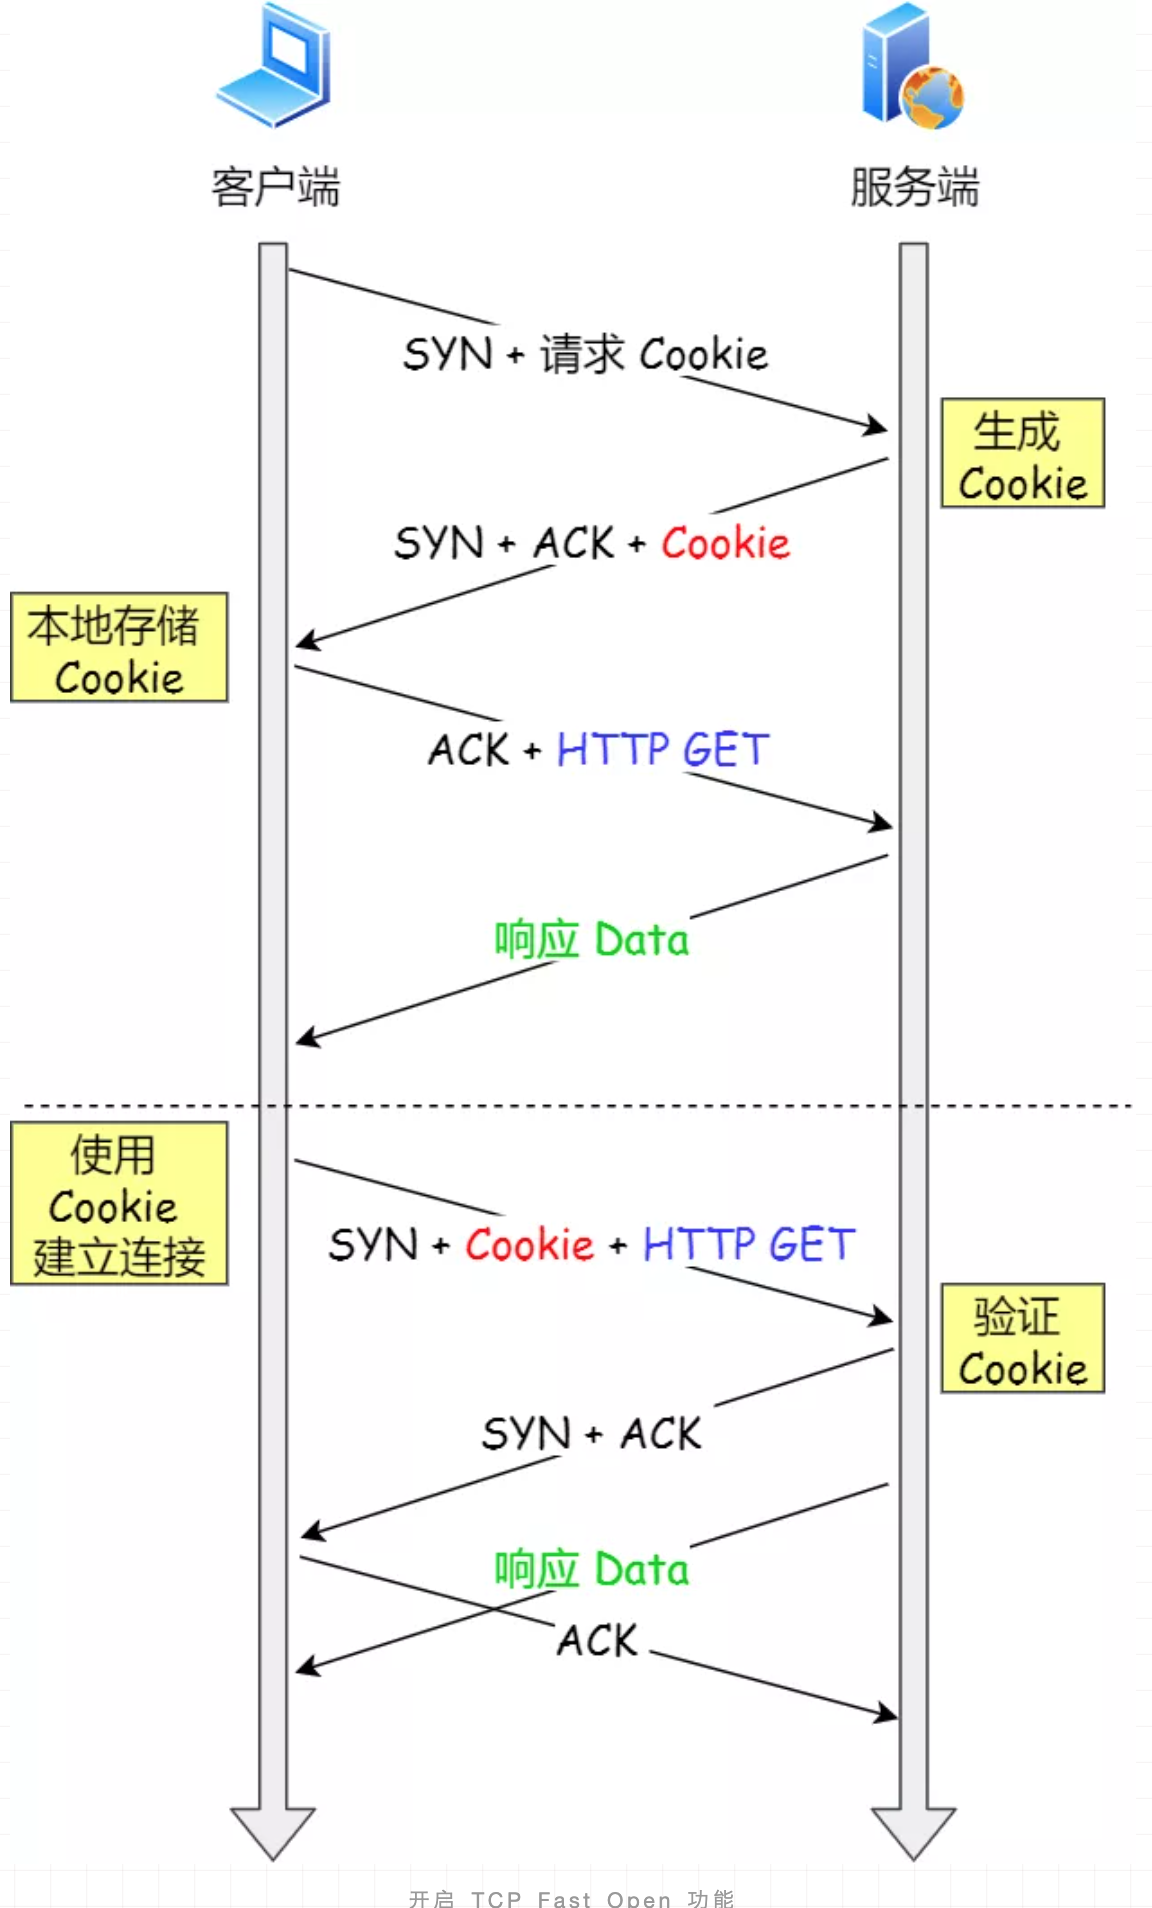 客户端
服务端
SYN + 请求 Cookie
生成
Cookie
SYN + ACK + Cookie
本地存储
Cookie
ACK + HTTP GET
响应 Data
使用
Cookie
建立连接
SYN + Cookie + HTTP GET
验证
Cookie
SYN + ACK
响应 Data
ACK
开启 TCP Fast Open 功能